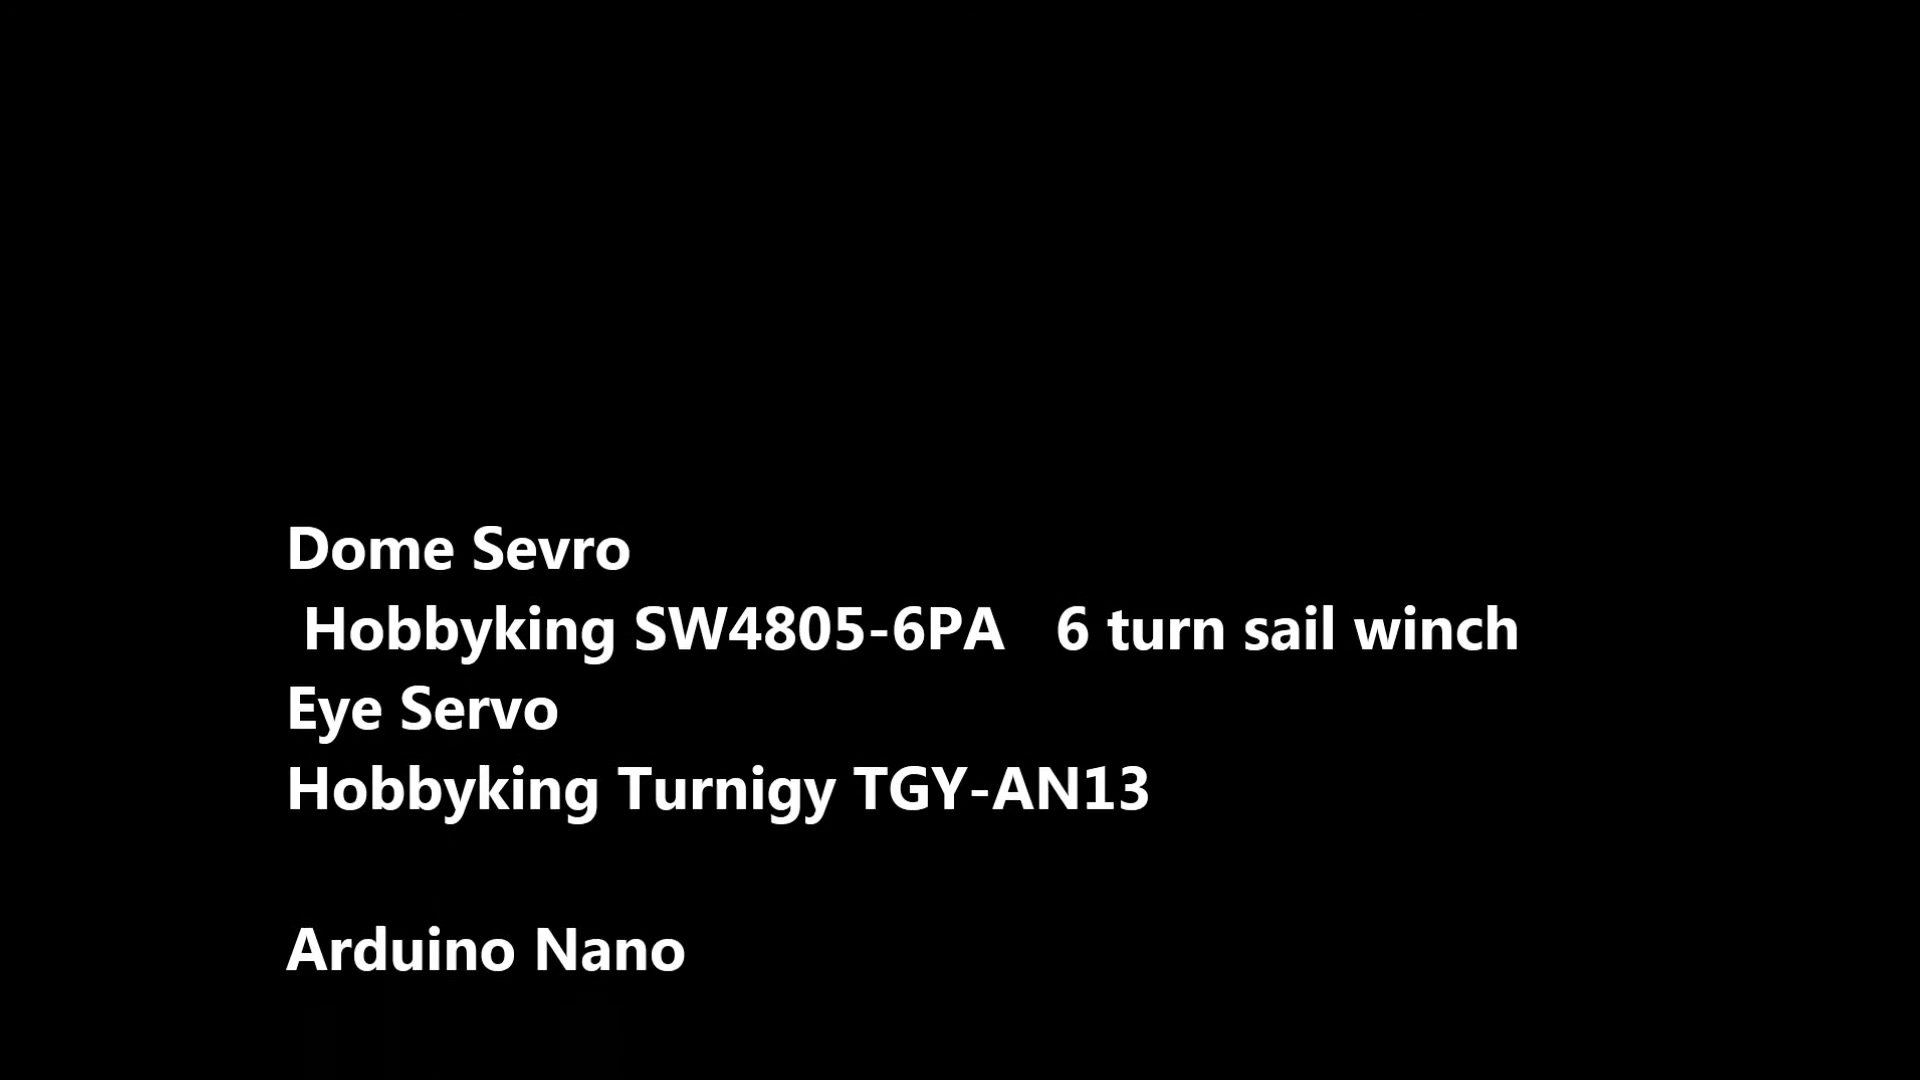 Dome Sevro
Hobbyking SW4805-6PA   6 turn sail winch
Eye Servo
Hobbyking Turnigy TGY-AN13
Arduino Nano